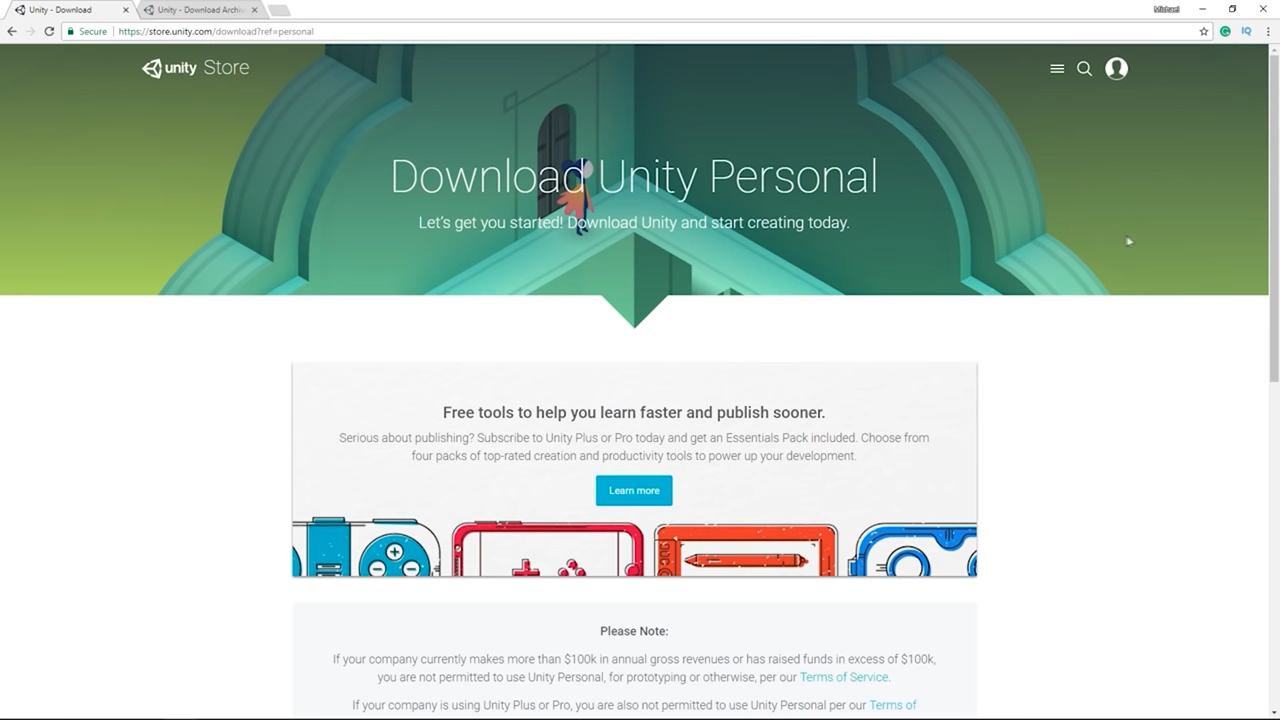 Unity - Download
Unity - Download Archi
Michael
Secure
https://store.unity.com/download?ref=personal
unity Store
Download Unity Personal
Let's get you started! Download Unity and start creating today.
Free tools to help you learn faster and publish sooner.
Serious about publishing? Subscribe to Unity Plus or Pro today and get an Essentials Pack included. Choose from
four packs of top-rated creation and productivity tools to power up your development.
Learn more
Please Note:
If your company currently makes more than $100k in annual gross revenues or has raised funds in excess of $100k,
you are not permitted to use Unity Personal, for prototyping or otherwise, per our Terms of Service.
If your company is using Unity Plus or Pro, you are also not permitted to use Unity Personal per our Terms of